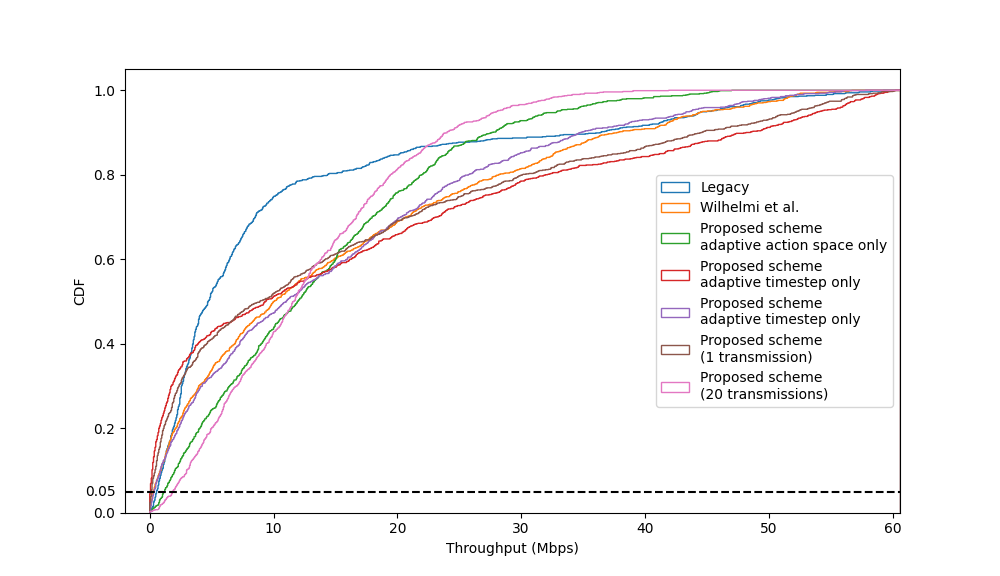 1.0
0.8
0.6
0.4
0.2
0.05
0.0
CDF
0
10
20
30
40
50
60
Throughput (Mbps)
Legacy
Wilhelmi et al.
Proposed scheme
adaptive action space only
Proposed scheme
adaptive timestep only
Proposed scheme
adaptive timestep only
Proposed scheme
(1 transmission)
Proposed scheme
(20 transmissions)